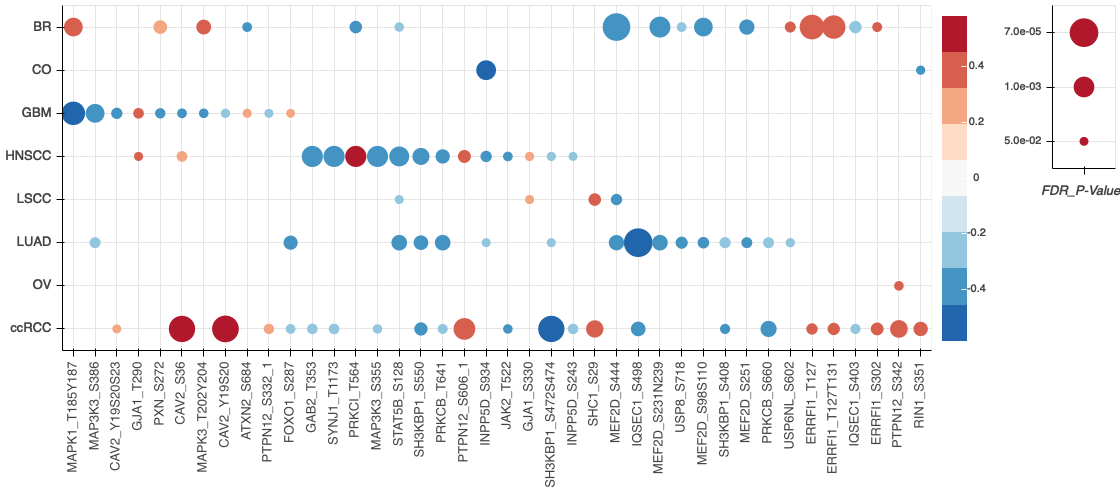 BR
CO
GBM
HNSCC
LSCC
LUAD
OV
ccRCC
MAPK1_T185Y187
MAP3K3_S386
CAV2_Y19S20S23
GJA1_T290
PXN_S272
CAV2_S36
MAPK3_T202Y204
CAV2_Y19S20
ATXN2_S684
PTPN12_S332_1
FOXO1_S287
GAB2_T353
SYNJ1_T1173
PRKCI_T564
MAP3K3_S355
STAT5B_S128
SH3KBP1_S550
PRKCB_T641
PTPN12_S606_1
INPP5D_S934
JAK2_T522
GJA1_S330
SH3KBP1_S472S474
INPP5D_S243
SHC1_S29
MEF2D_S444
IQSEC1_S498
MEF2D_S231N239
USP8_S718
MEF2D_S98S110
SH3KBP1_S408
MEF2D_S251
PRKCB_S660
USP6NL_S602
ERRFI1_T127
ERRFI1_T127T131
IQSEC1_S403
ERRFI1_S302
PTPN12_S342
RIN1_S351
0.4
0.2
0
-0.2
-0.4
7.0e-05
1.0e-03
5.0e-02
FDR_P-Value